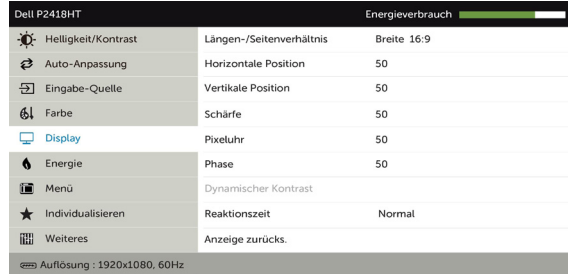 Dell P2418HT Energieverbrauch
Helligkeit/Kontrast Längen-/Seitenverhältnis Breite 16:9
Auto-Anpassung Horizontale Position 50
Eingabe-Quelle Vertikale Position 50
Farbe Schärfe 50
Display Pixeluhr 50
Energie Phase 50
Menü Dynamischer Kontrast
Individualisieren Reaktionszeit Normal
Weiteres Anzeige zurücks.
Auflösung : 1920x1080, 60Hz